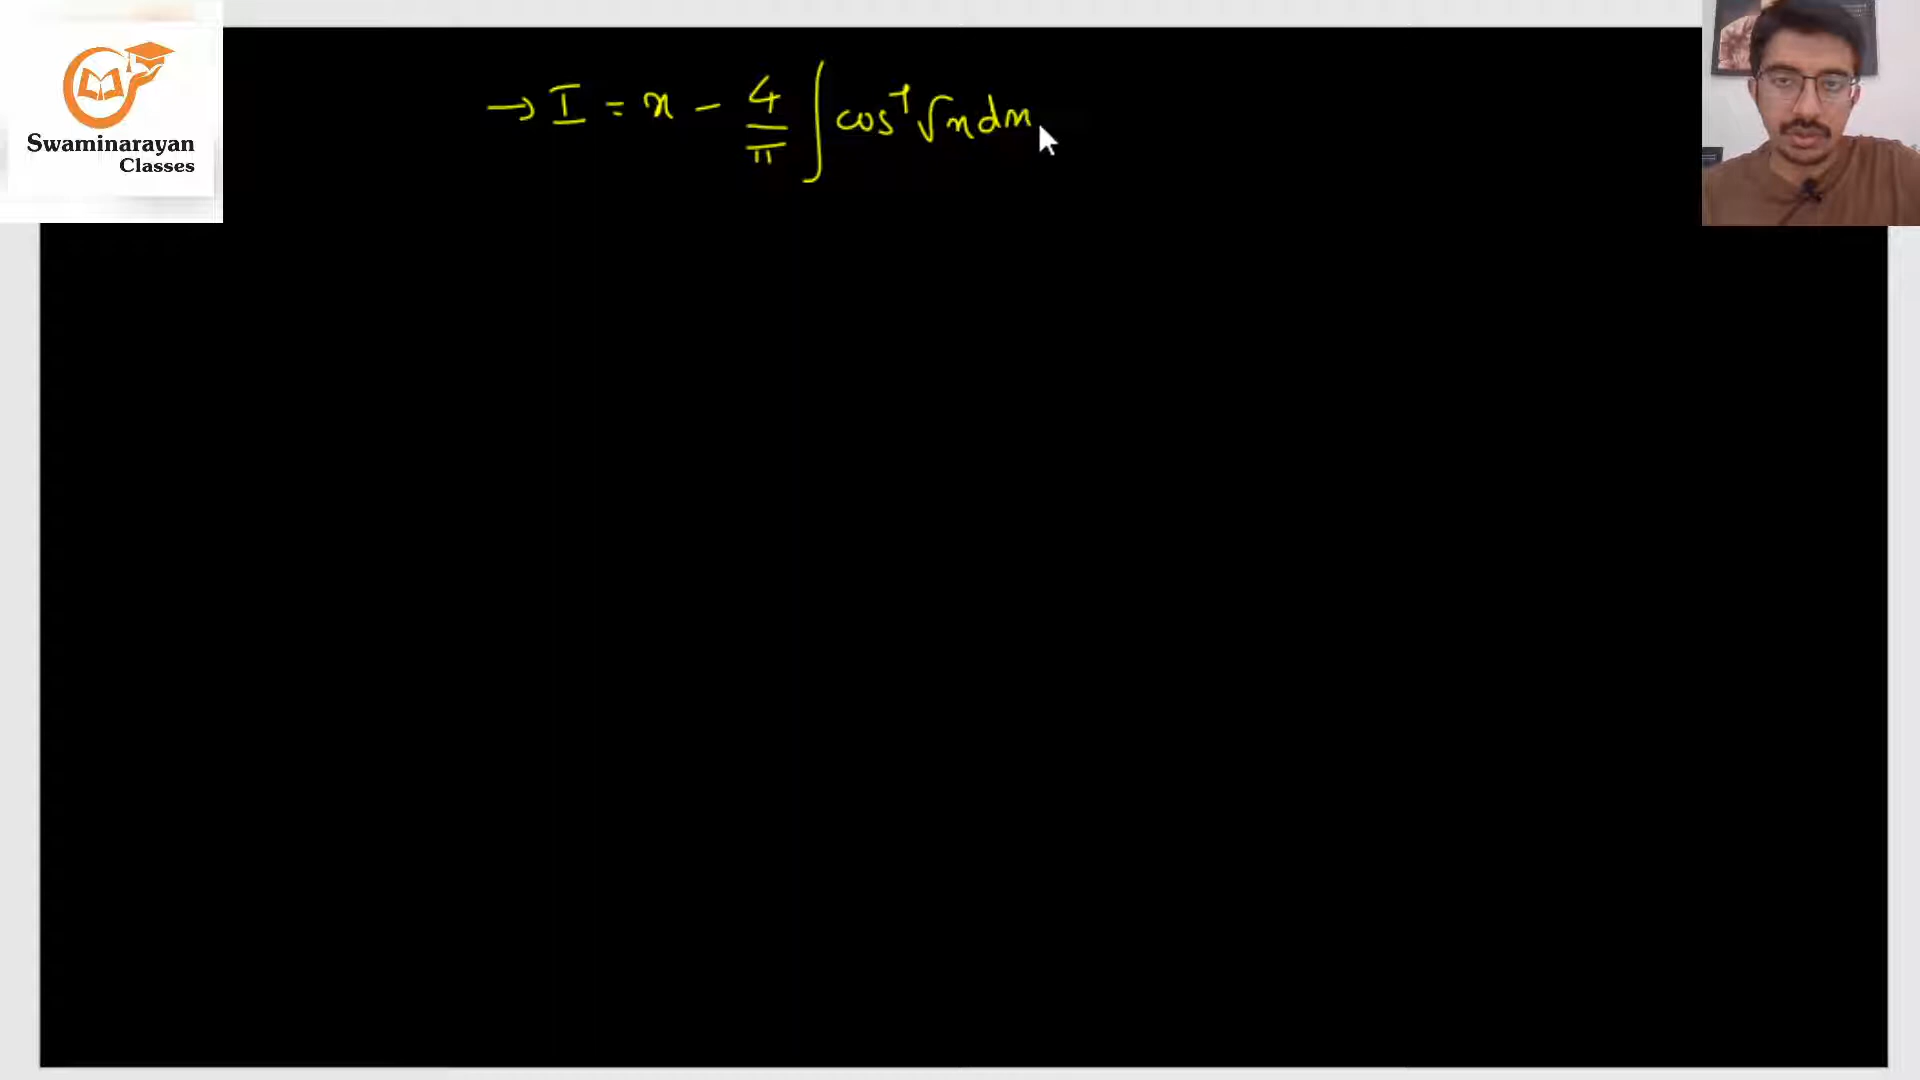 Swaminarayan
Classes
→ I = x - 4/π ∫ cos⁻¹ √x dx